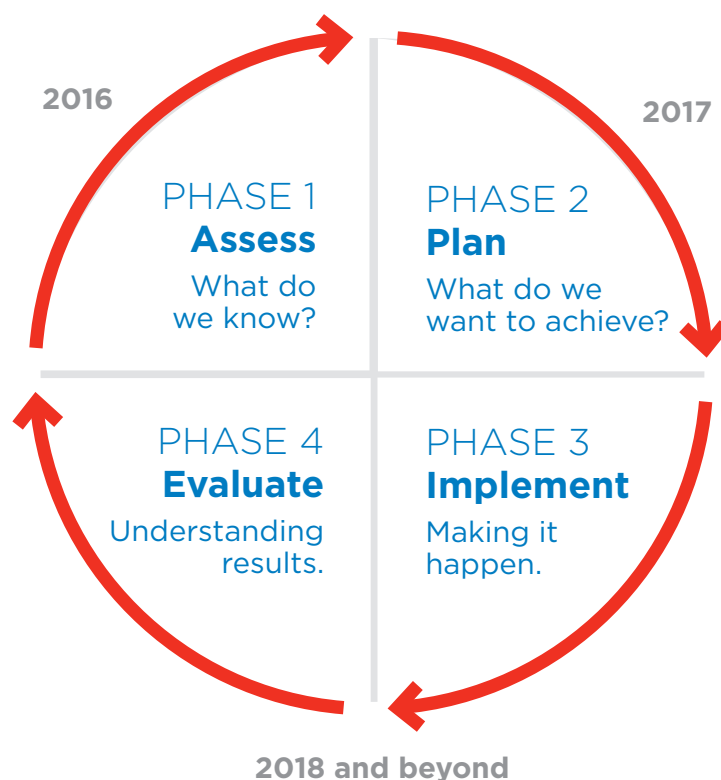 2016
2017
PHASE 1
Assess
What do
we know?
PHASE 2
Plan
What do we
want to achieve?
PHASE 4
Evaluate
Understanding
results.
PHASE 3
Implement
Making it
happen.
2018 and beyond